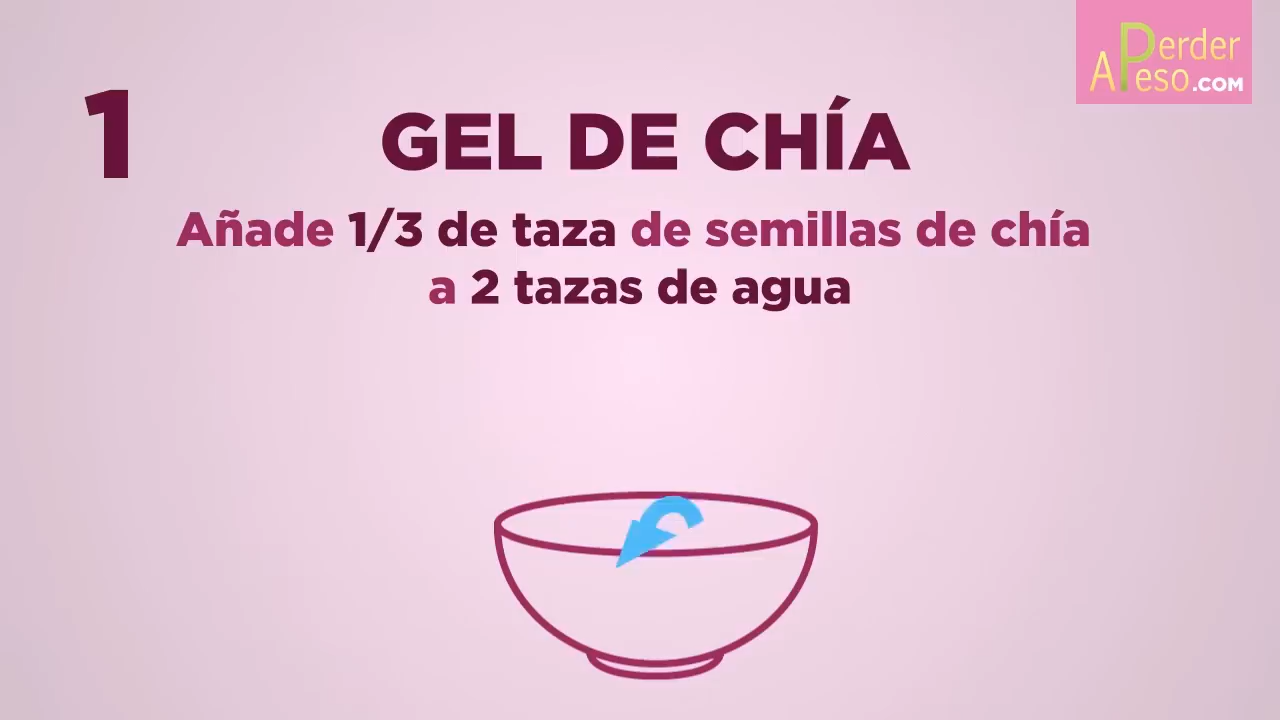 A Perder
Peso.COM
1
GEL DE CHÍA
Añade 1/3 de taza de semillas de chía
a 2 tazas de agua